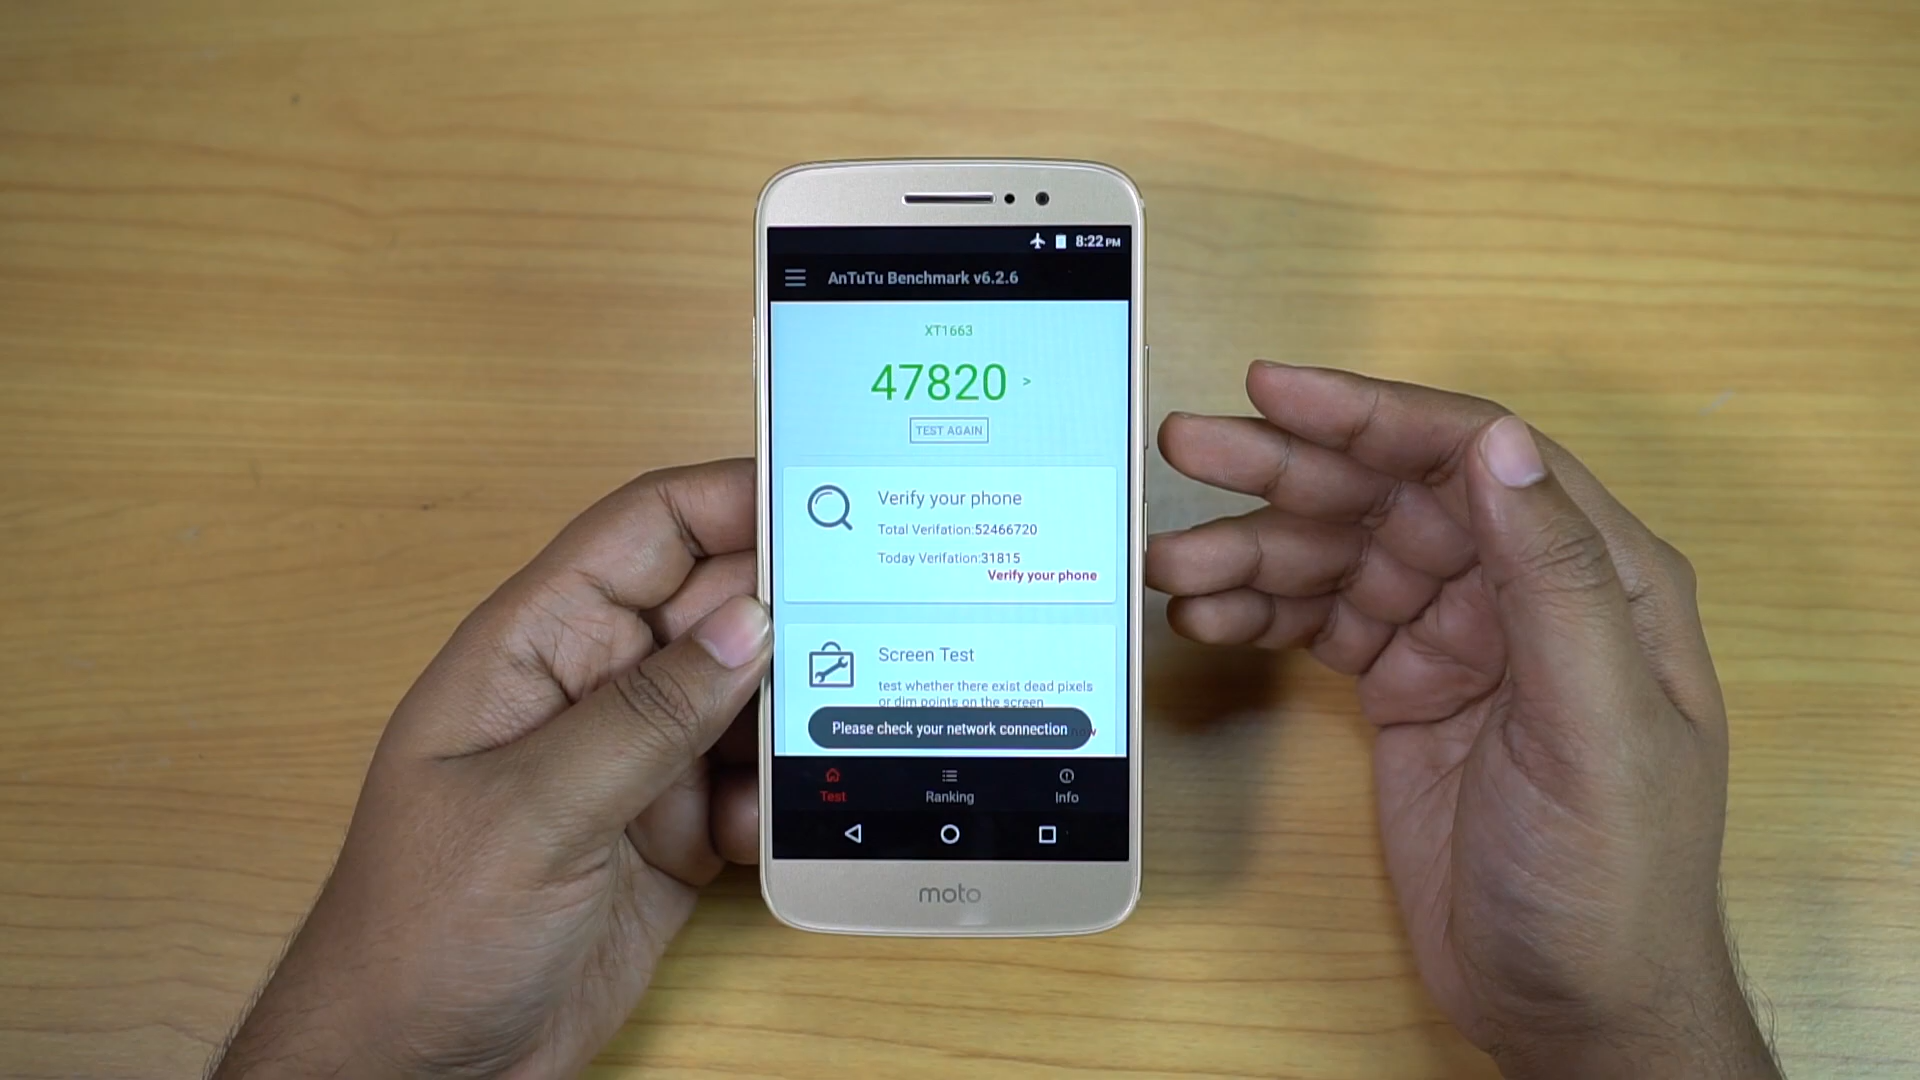 8:22 PM
AnTuTu Benchmark v6.2.6
XT1663
47820 >
TEST AGAIN
Verify your phone
Total Verifation:52466720
Today Verifation:31815
Verify your phone
Screen Test
test whether there exist dead pixels
or dim points on the screen
Please check your network connection
Test
Ranking
Info
moto